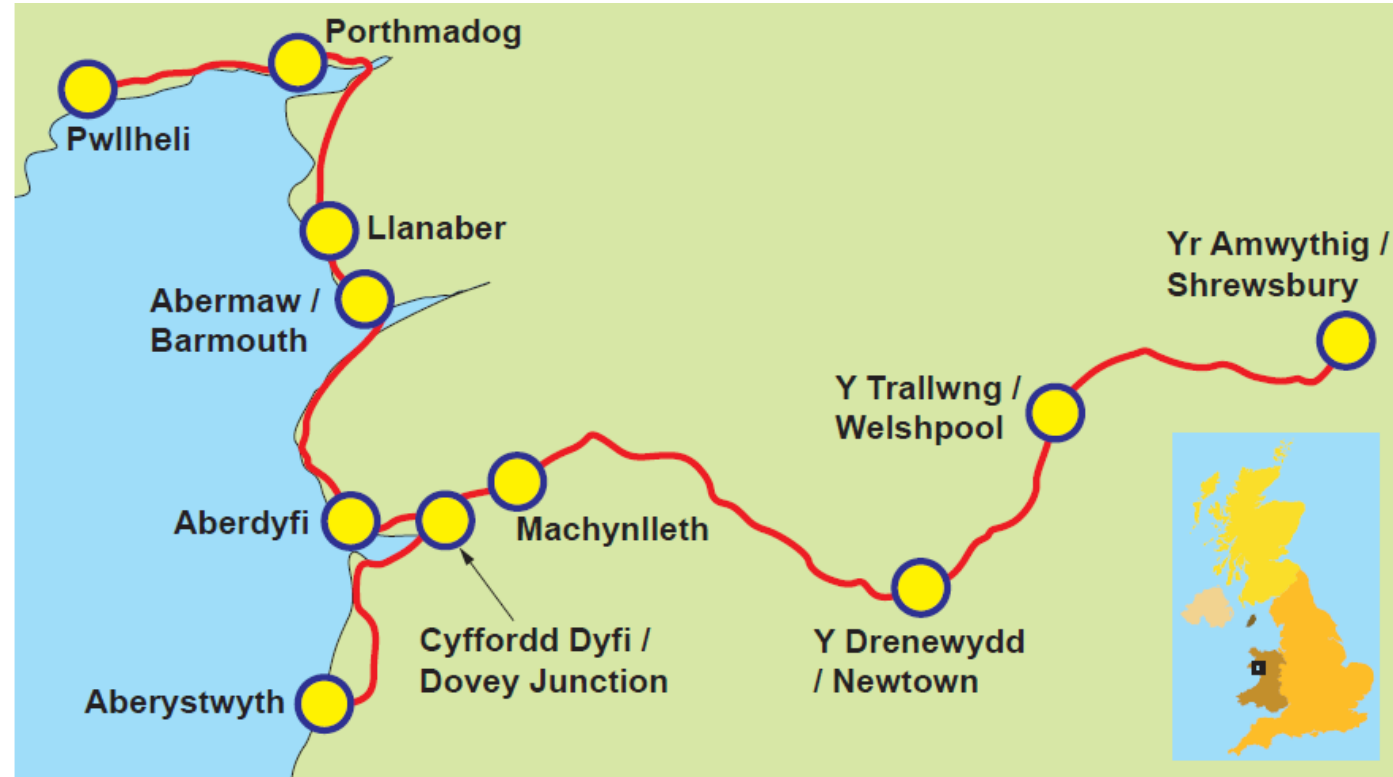 Porthmadog
Pwllheli
Llanaber
Yr Amwythig /
Shrewsbury
Abermaw /
Barmouth
Y Trallwng /
Welshpool
Aberdyfi
Machynlleth
Cyffordd Dyfi /
Dovey Junction
Y Drenewydd
/ Newtown
Aberystwyth